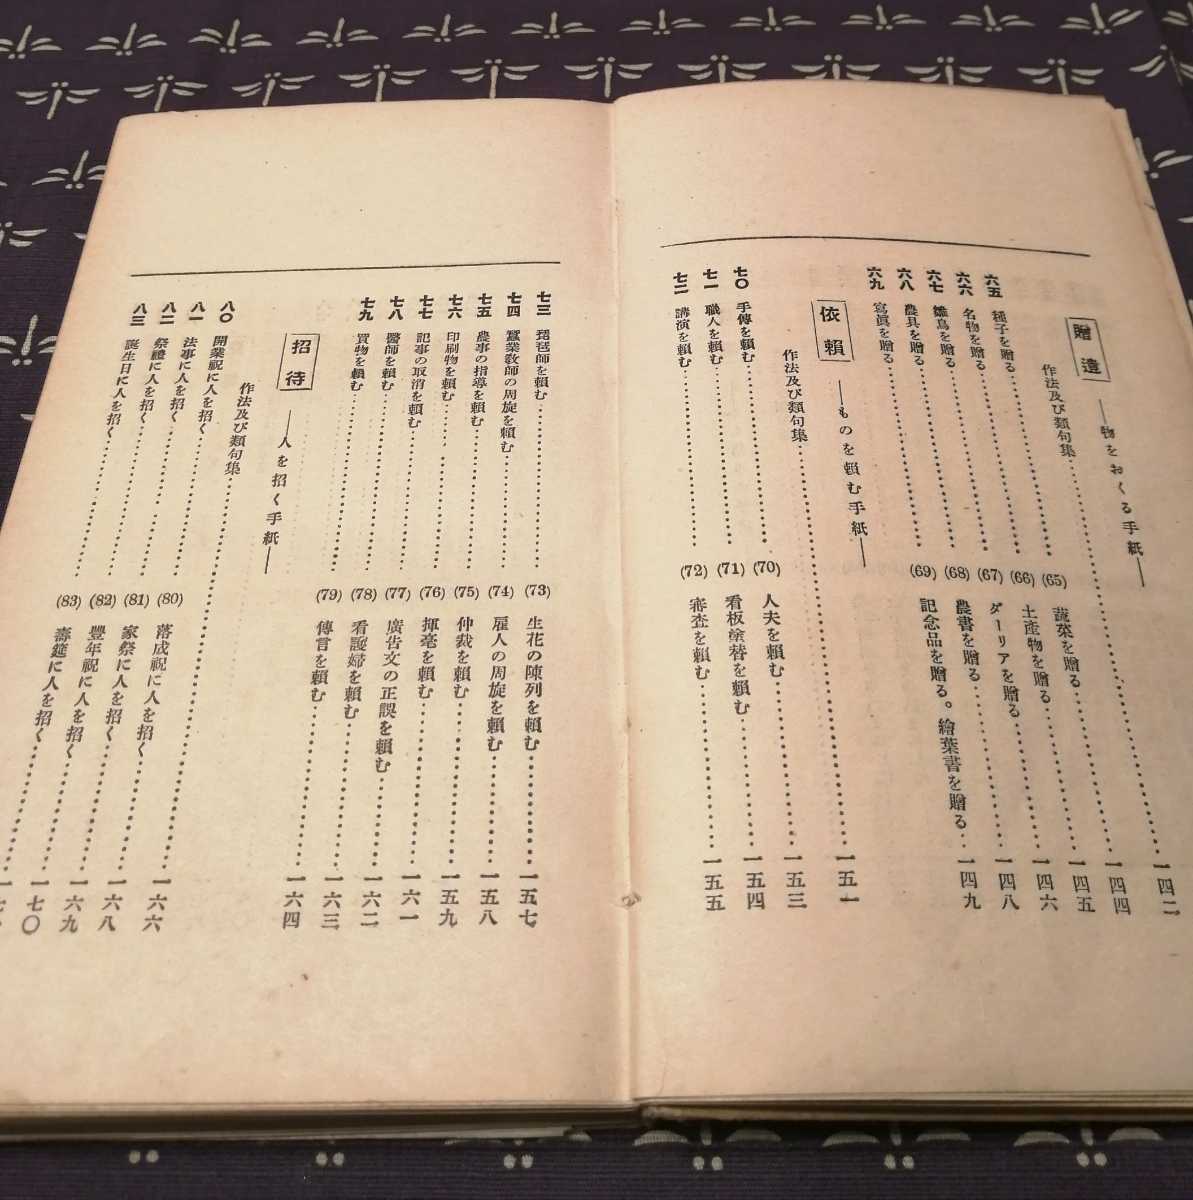 贈遺 ――物をおくる手紙――
作法及び類句集……一四二
六五 種子を贈る……(65) 蔬菜を贈る……一四四
六六 名物を贈る……(66) 土産物を贈る……一四五
六七 雛鳥を贈る……(67) ダーリアを贈る……一四六
六八 農具を贈る……(68) 農書を贈る……一四八
六九 寫眞を贈る……(69) 記念品を贈る。繪葉書を贈る…一四九
依頼 ――ものを頼む手紙――
作法及び類句集……一五一
七〇 手傳を頼む……(70) 人夫を頼む……一五三
七一 職人を頼む……(71) 看板塗替を頼む……一五四
七二 講演を頼む……(72) 審査を頼む……一五五
七三 琵琶師を頼む……(73) 生花の陳列を頼む……一五七
七四 蠶業教師の周旋を頼む……(74) 雇人の周旋を頼む……一五八
七五 農事の指導を頼む……(75) 仲裁を頼む……一五九
七六 印刷物を頼む……(76) 揮毫を頼む……一六一
七七 記事の取消を頼む……(77) 廣告文の正誤を頼む……一六二
七八 醫師を頼む……(78) 看護婦を頼む……一六三
七九 買物を頼む……(79) 傳言を頼む……一六四
招待 ――人を招く手紙――
作法及び類句集……一六六
八〇 開業祝に人を招く……(80) 落成祝に人を招く……一六八
八一 法事に人を招く……(81) 家祭に人を招く……一六九
八二 祭禮に人を招く……(82) 豐年祝に人を招く……一七〇
八三 誕生日に人を招く……(83) 壽筵に人を招く……